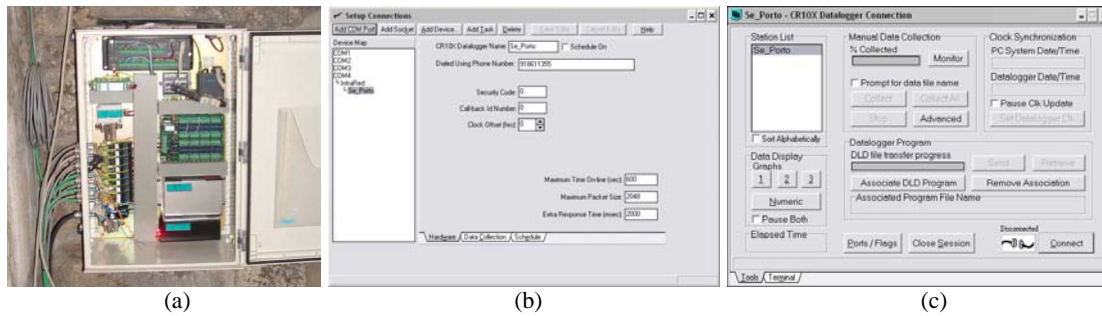 Setup Connections
Add COM Port Add Socket Add Device... Add Task Delete Help
Device Map
COM1
COM2
COM3
COM4
InfraRed
Se_Porto
CR10X Datalogger Name: Se_Porto Schedule On
Dialed Using Phone Number: 918611355
Security Code: 0
Call-back Id Number: 0
Clock Offset (hrs): 0
Maximum Time On-line (sec): 600
Maximum Packet Size: 2048
Extra Response Time (msec): 2000
Hardware Data Collection Schedule
Se_Porto - CR10X Datalogger Connection
Station List
Se_Porto
Sort Alphabetically
Data Display
Graphs
1 2 3
Numeric
Pause Both
Elapsed Time
Manual Data Collection
% Collected
Monitor
Prompt for data file name
Collect Collect All
Stop Advanced
Clock Synchronization
PC System Date/Time
Datalogger Date/Time
Pause Clk Update
Set Datalogger Clk
Datalogger Program
DLD file transfer progress
Send Retrieve
Associate DLD Program Remove Association
Associated Program File Name
Ports / Flags Close Session
Disconnected
Connect
Tools Terminal
(a) (b) (c)